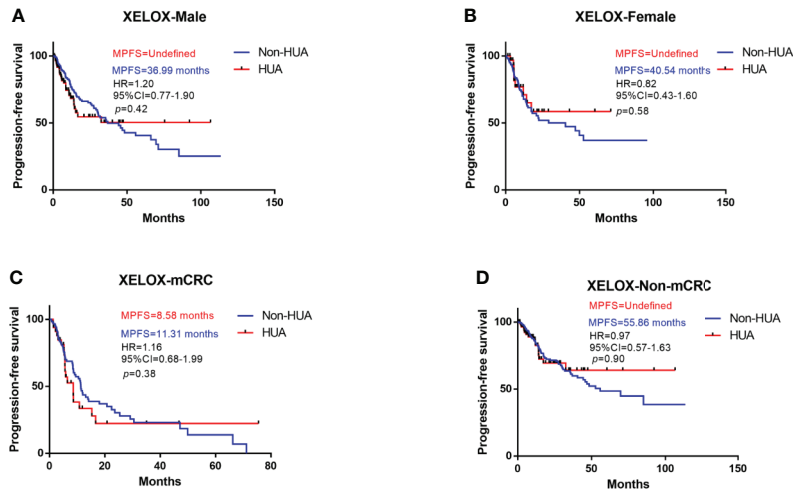 A
XELOX-Male
Progression-free survival
100
50
0
0
50
100
150
Months
MPFS=Undefined
MPFS=36.99 months
HR=1.20
95%CI=0.77-1.90
p=0.42
Non-HUA
HUA
B
XELOX-Female
Progression-free survival
100
50
0
0
50
100
150
Months
MPFS=Undefined
MPFS=40.54 months
HR=0.82
95%CI=0.43-1.60
p=0.58
Non-HUA
HUA
C
XELOX-mCRC
Progression-free survival
100
50
0
0
20
40
60
80
Months
MPFS=8.58 months
MPFS=11.31 months
HR=1.16
95%CI=0.68-1.99
p=0.38
Non-HUA
HUA
D
XELOX-Non-mCRC
Progression-free survival
100
50
0
0
50
100
150
Months
MPFS=Undefined
MPFS=55.86 months
HR=0.97
95%CI=0.57-1.63
p=0.90
Non-HUA
HUA